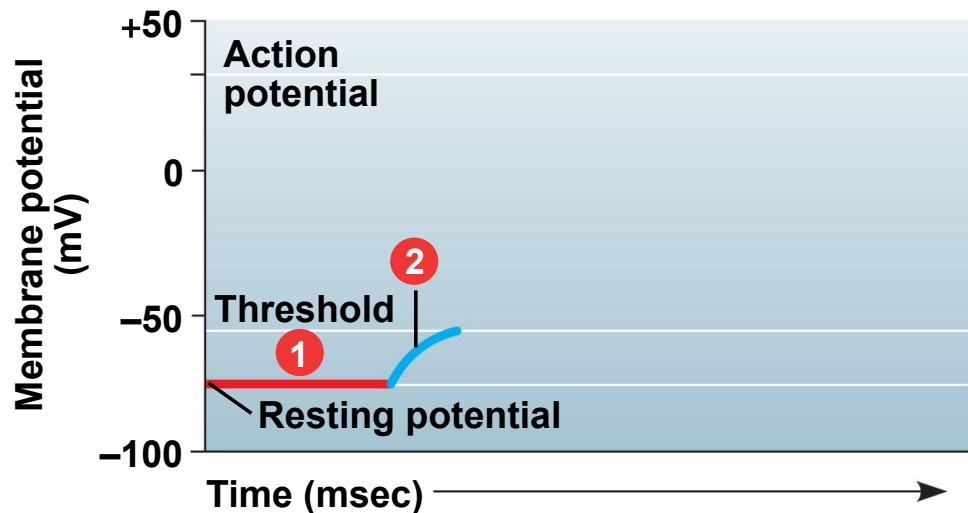 Membrane potential
(mV)
+50
Action
potential
0
2
–50
Threshold
1
Resting potential
–100
Time (msec)